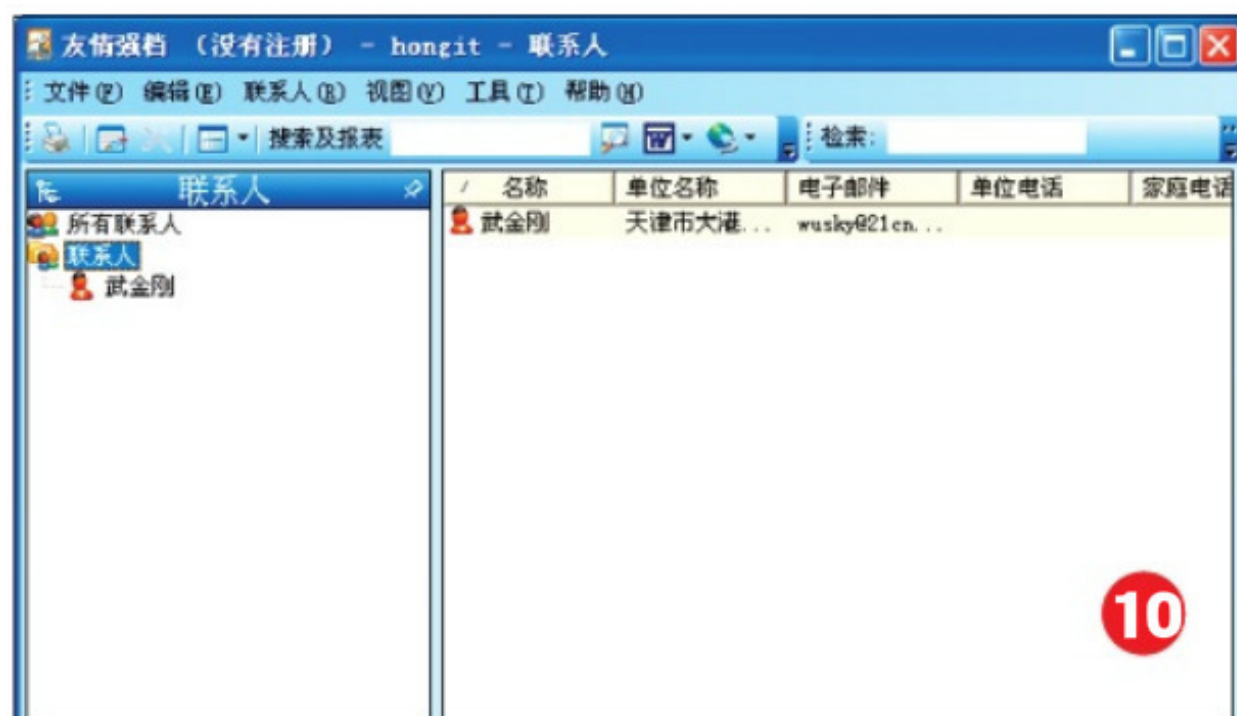 友情强档 （没有注册） - hongit - 联系人
文件(F) 编辑(E) 联系人(R) 视图(V) 工具(T) 帮助(H)
搜索及报表 检索:
联系人
名称 单位名称 电子邮件 单位电话 家庭电话
所有联系人
武金刚 天津市大港... wusky@21cn...
联系人
武金刚
10